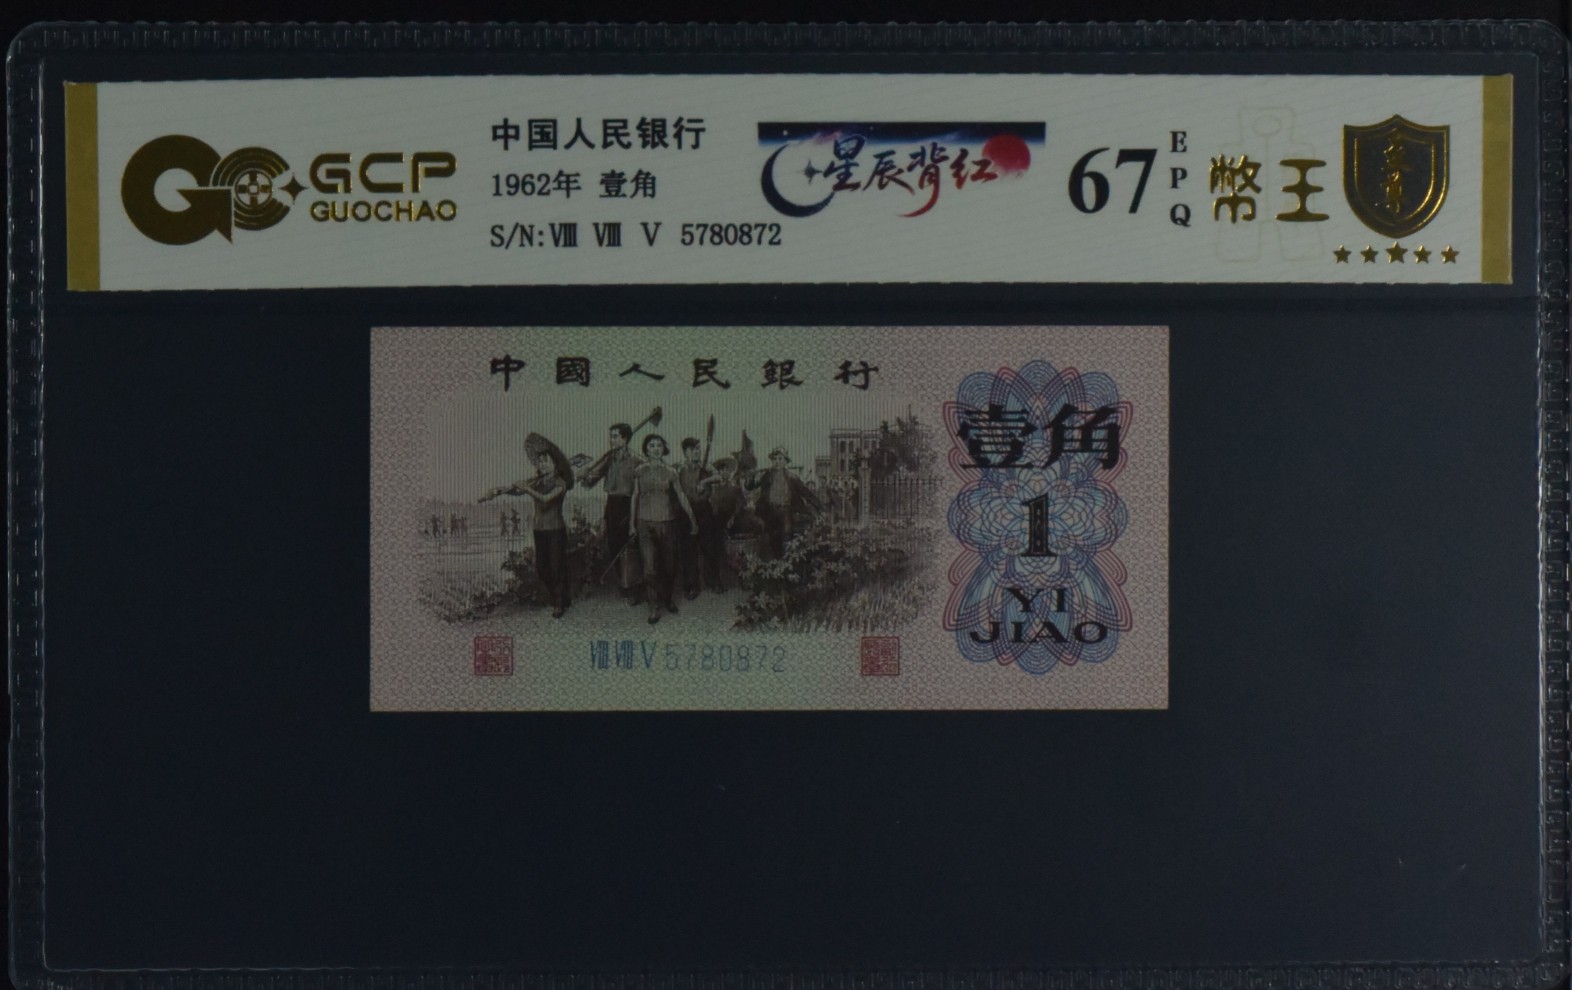 GCP
GUOCHAO
中国人民银行
1962年 壹角
S/N:Ⅷ Ⅷ Ⅴ 5780872
星辰背红
67
EPQ
幣王
中國人民銀行
壹角
1
YI
JIAO
Ⅷ Ⅷ Ⅴ 5780872